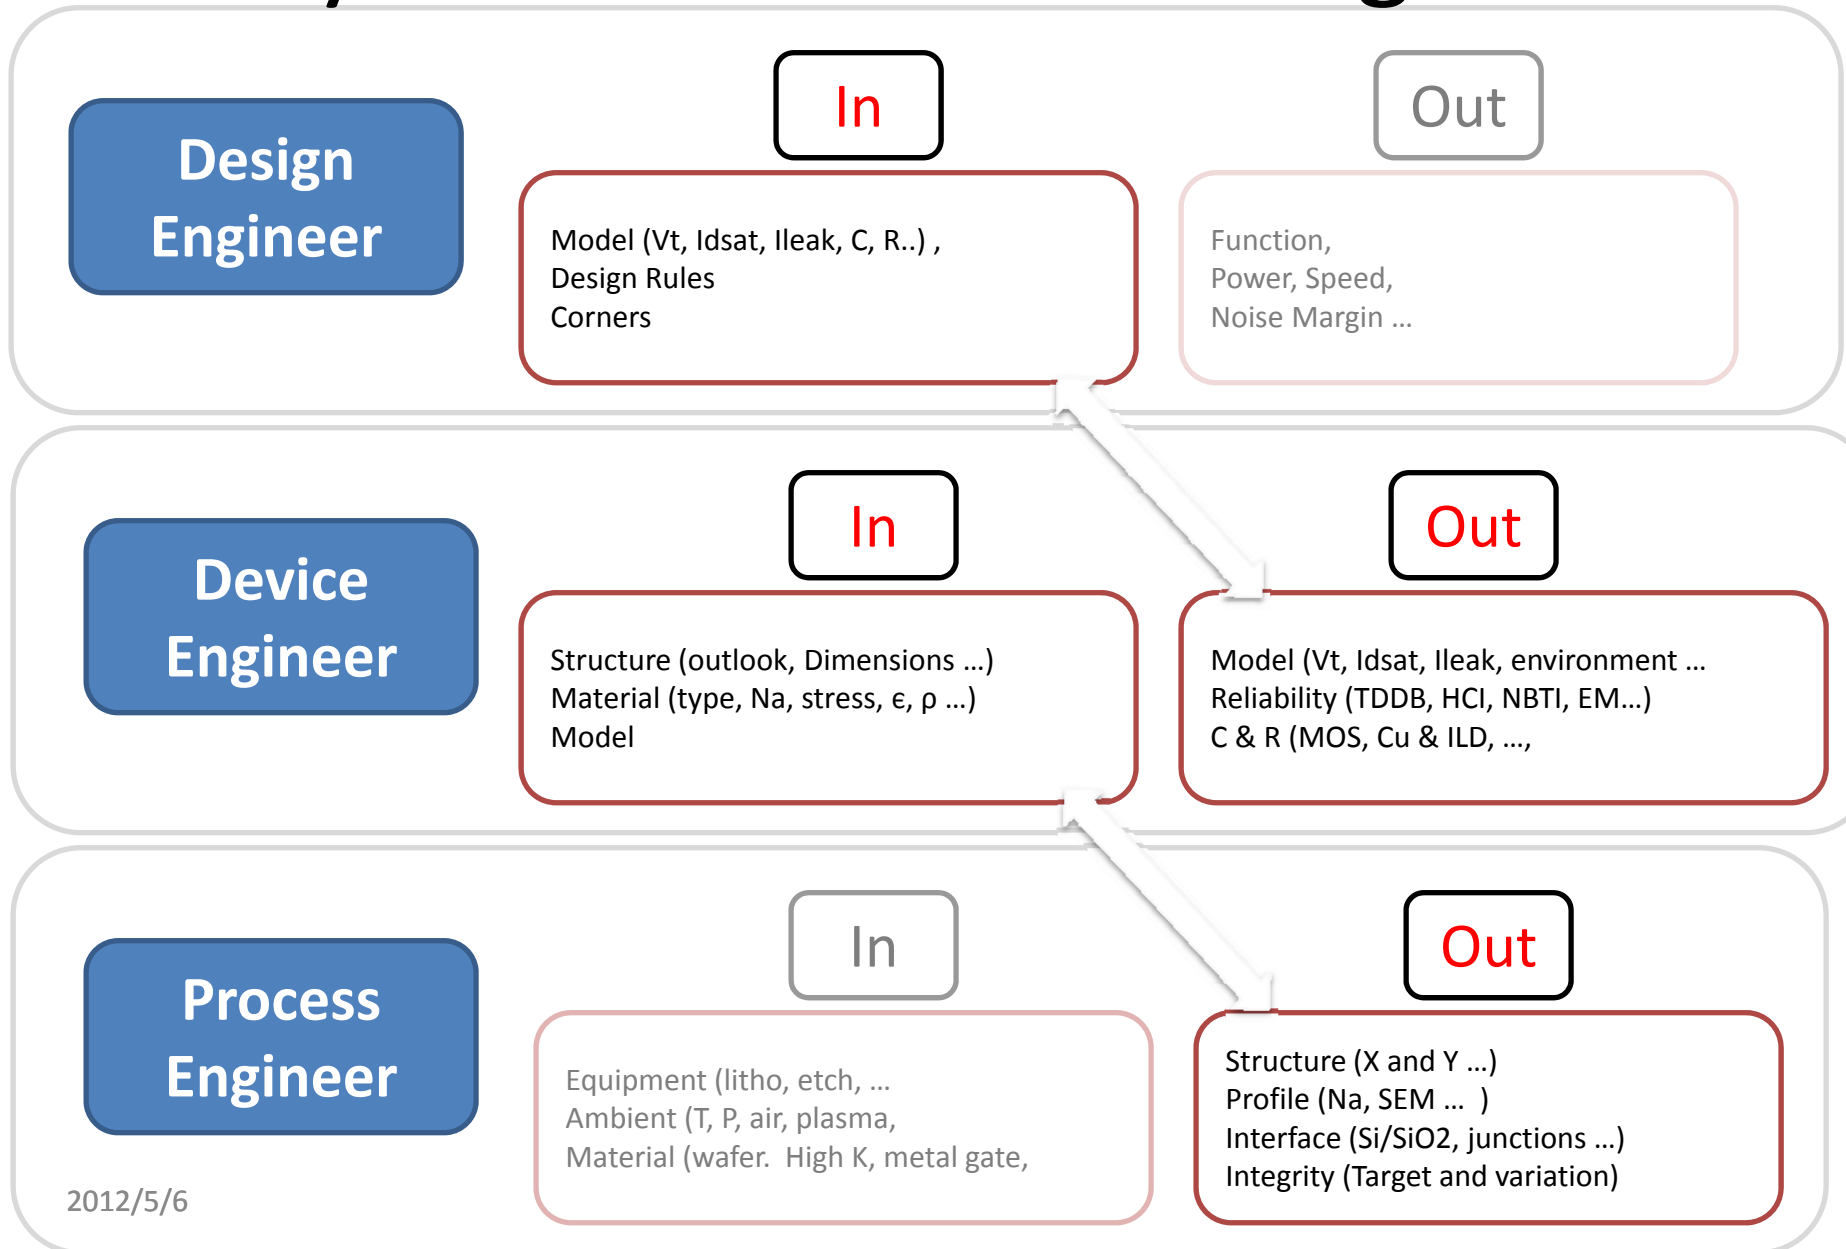 Design
Engineer
In
Out
Model (Vt, Idsat, Ileak, C, R..) ,
Design Rules
Corners
Function,
Power, Speed,
Noise Margin ...
Device
Engineer
In
Out
Structure (outlook, Dimensions ...)
Material (type, Na, stress, ϵ, ρ ...)
Model
Model (Vt, Idsat, Ileak, environment ...
Reliability (TDDB, HCI, NBTI, EM...)
C & R (MOS, Cu & ILD, ...,
Process
Engineer
In
Out
Equipment (litho, etch, ...
Ambient (T, P, air, plasma,
Material (wafer.  High K, metal gate,
Structure (X and Y ...)
Profile (Na, SEM ...  )
Interface (Si/SiO2, junctions ...)
Integrity (Target and variation)
2012/5/6